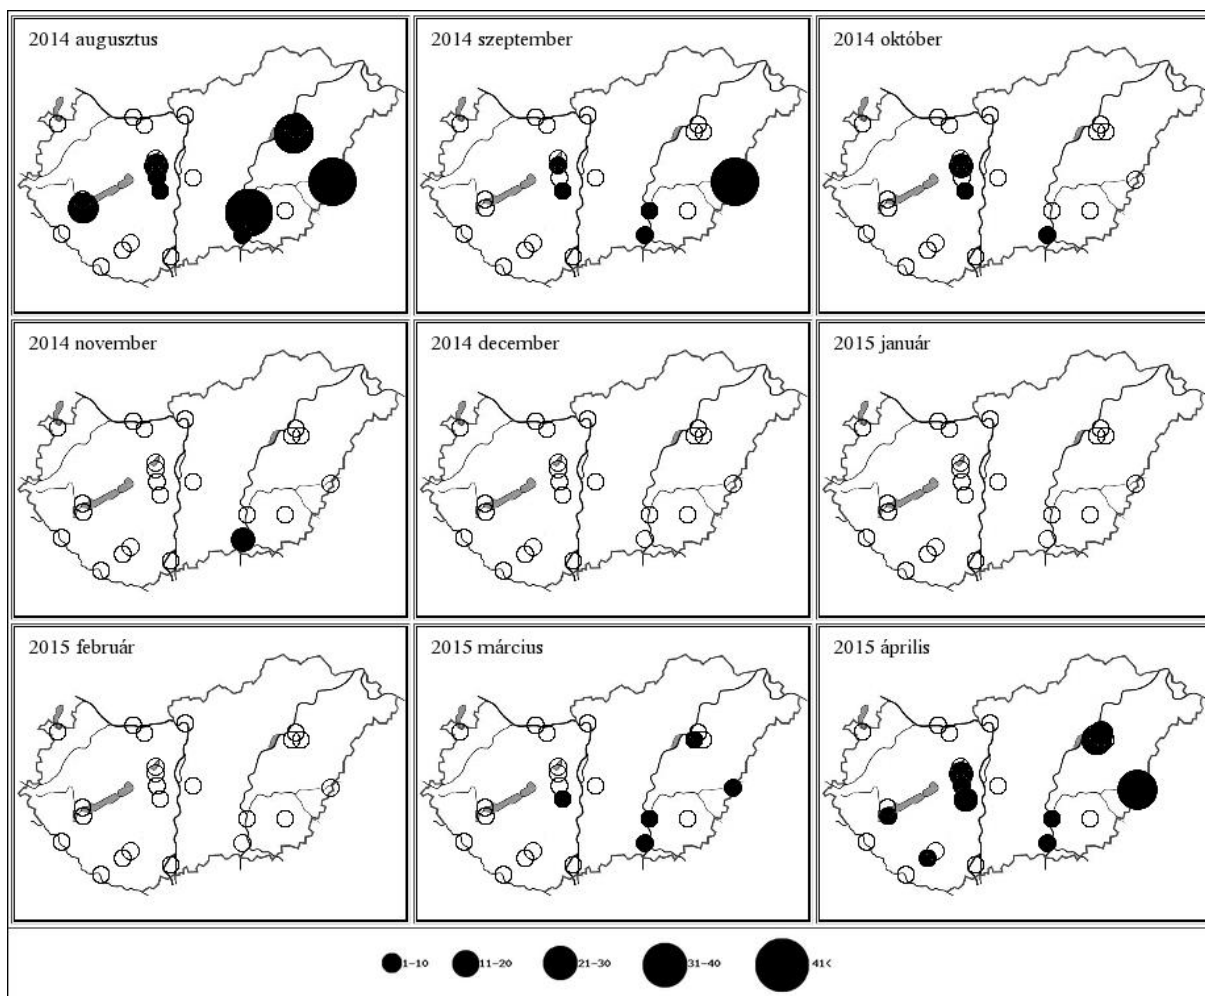 2014 augusztus
2014 szeptember
2014 október
2014 november
2014 december
2015 január
2015 február
2015 március
2015 április
1-10 11-20 21-30 31-40 41<